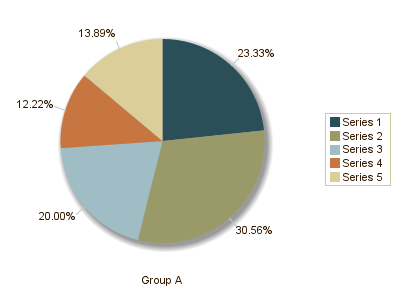 13.89%
23.33%
12.22%
20.00%
30.56%
Series 1
Series 2
Series 3
Series 4
Series 5
Group A